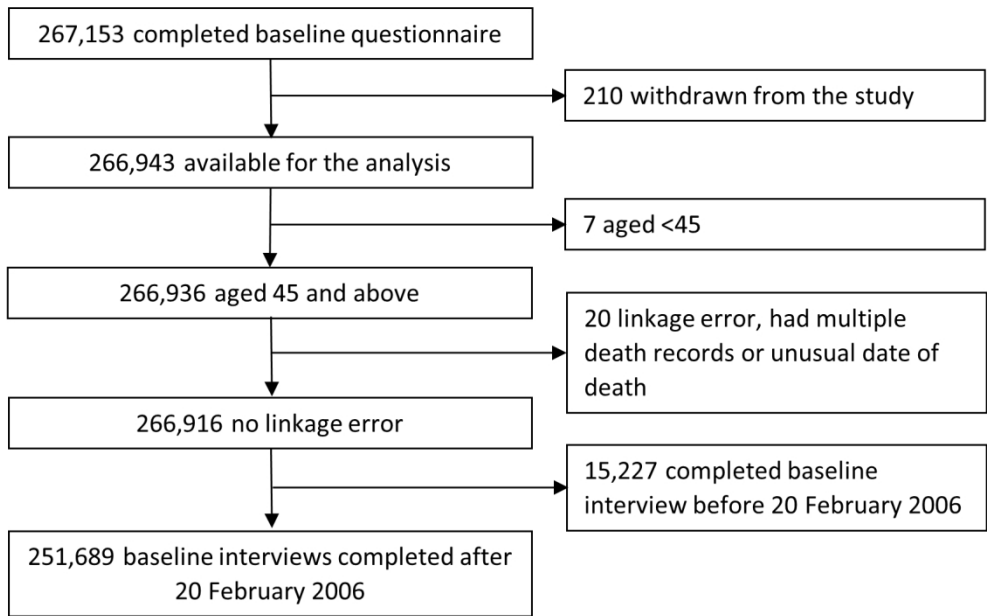 267,153 completed baseline questionnaire
210 withdrawn from the study
266,943 available for the analysis
7 aged <45
266,936 aged 45 and above
20 linkage error, had multiple
death records or unusual date of
death
266,916 no linkage error
15,227 completed baseline
interview before 20 February 2006
251,689 baseline interviews completed after
20 February 2006